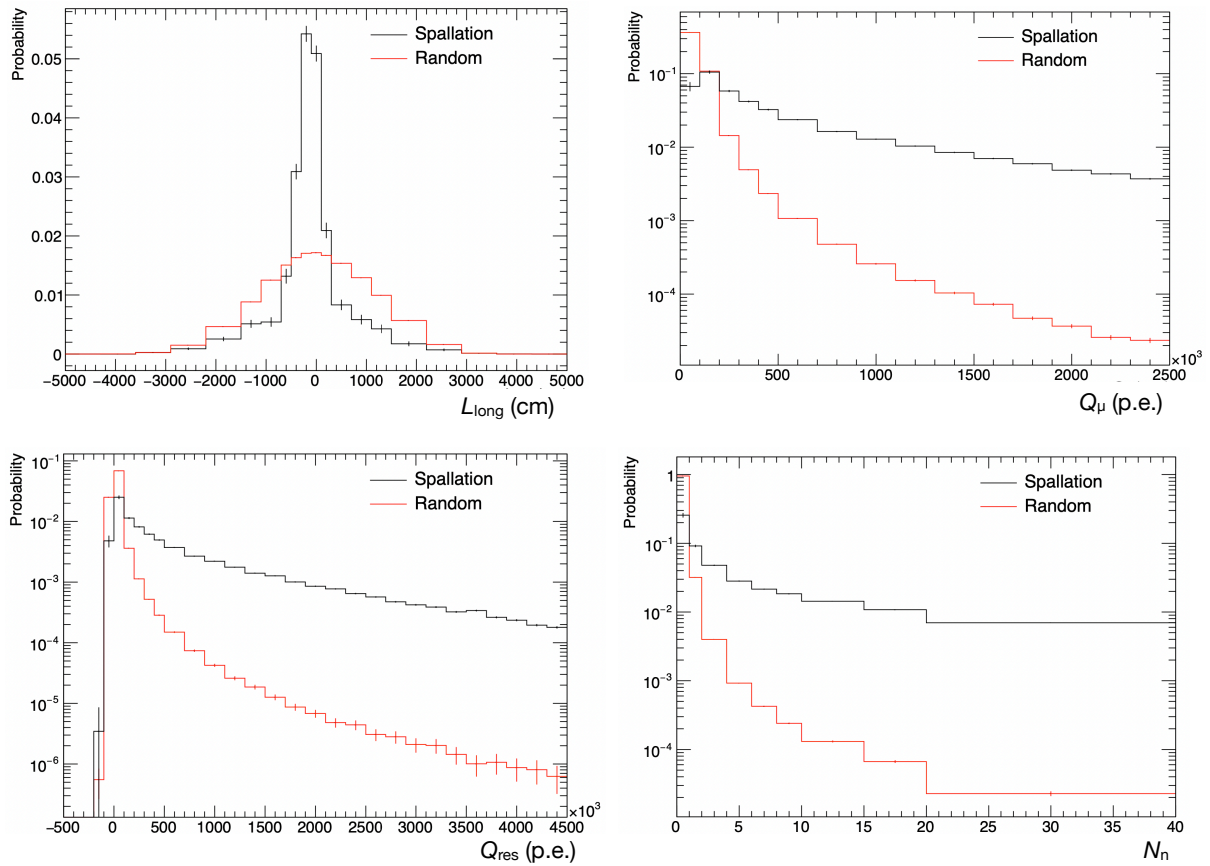 Probability
Spallation
Random
0.05
0.04
0.03
0.02
0.01
0
−5000 −4000 −3000 −2000 −1000 0 1000 2000 3000 4000 5000
L_long (cm)
Probability
Spallation
Random
10⁻¹
10⁻²
10⁻³
10⁻⁴
×10³
0 500 1000 1500 2000 2500
Q_μ (p.e.)
Probability
Spallation
Random
10⁻¹
10⁻²
10⁻³
10⁻⁴
10⁻⁵
10⁻⁶
×10³
−500 0 500 1000 1500 2000 2500 3000 3500 4000 4500
Q_res (p.e.)
Probability
Spallation
Random
1
10⁻¹
10⁻²
10⁻³
10⁻⁴
0 5 10 15 20 25 30 35 40
N_n